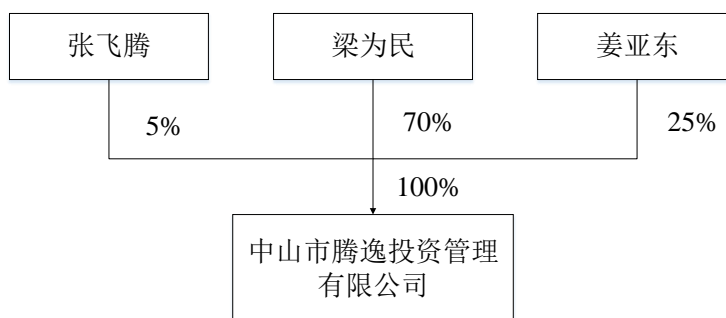 张飞腾
梁为民
姜亚东
5%
70%
25%
100%
中山市腾逸投资管理
有限公司